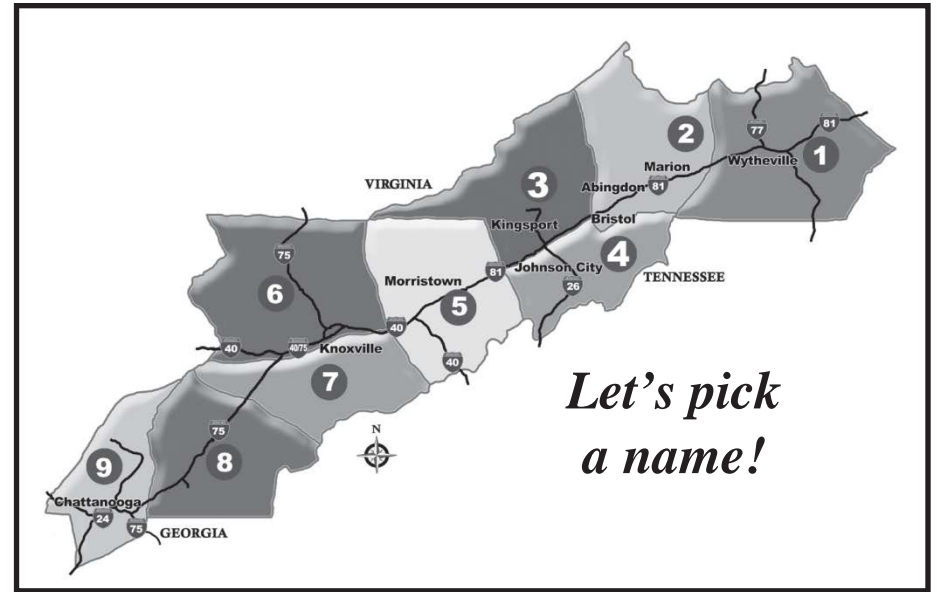 2
77
81
1
Wytheville
Marion
3
VIRGINIA
Abingdon
81
Kingsport
Bristol
75
4
Johnson City
81
TENNESSEE
Morristown
26
6
5
40
40
40/75
Knoxville
40
7
Let's pick
a name!
N
75
8
9
Chattanooga
24
75
GEORGIA